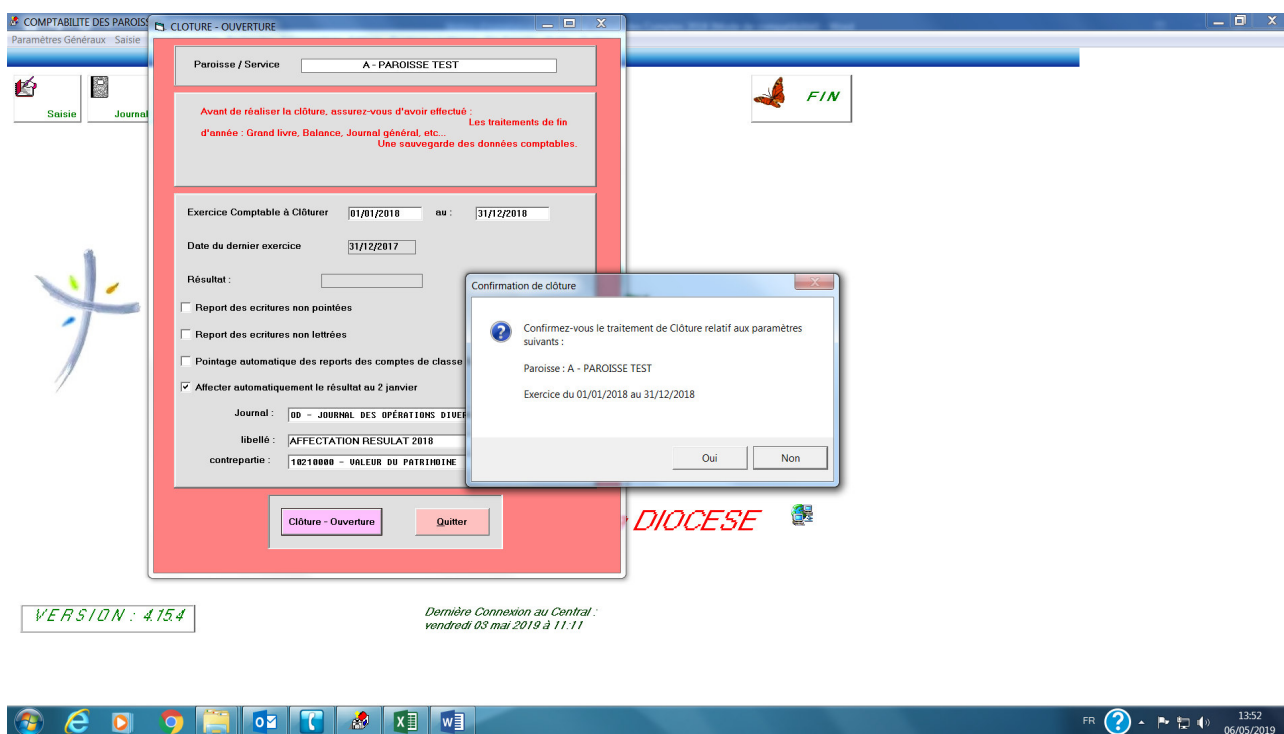 COMPTABILITE DES PAROISS
CLOTURE - OUVERTURE
Paramètres Généraux Saisie
Paroisse / Service A - PAROISSE TEST
Saisie
Journal
FIN
Avant de réaliser la clôture, assurez-vous d'avoir effectué :
Les traitements de fin
d'année : Grand livre, Balance, Journal général, etc...
Une sauvegarde des données comptables.
Exercice Comptable à Clôturer 01/01/2018 au : 31/12/2018
Date du dernier exercice 31/12/2017
Résultat :
Report des ecritures non pointées
Report des ecritures non lettrées
Pointage automatique des reports des comptes de classe
Affecter automatiquement le résultat au 2 janvier
Journal : OD - JOURNAL DES OPÉRATIONS DIVER
libellé : AFFECTATION RESULAT 2018
contrepartie : 10210000 - VALEUR DU PATRIMOINE
Clôture - Ouverture
Quitter
Confirmation de clôture
Confirmez-vous le traitement de Clôture relatif aux paramètres
suivants :
Paroisse : A - PAROISSE TEST
Exercice du 01/01/2018 au 31/12/2018
Oui
Non
DIOCESE
VERSION : 4.15.4
Dernière Connexion au Central :
vendredi 03 mai 2019 à 11:11
FR
13:52
06/05/2019